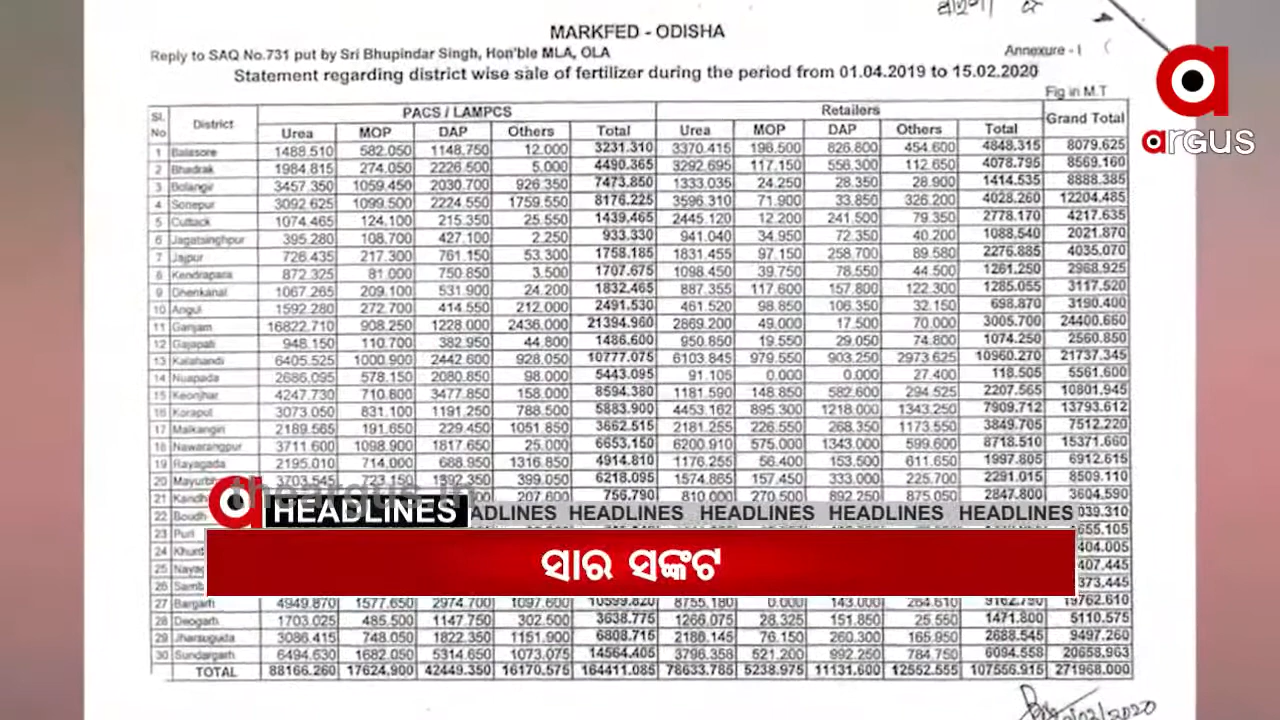 MARKFED - ODISHA
Reply to SAQ No.731 put by Sri Bhupindar Singh, Hon'ble MLA, OLA
Annexure - I
Statement regarding district wise sale of fertilizer during the period from 01.04.2019 to 15.02.2020
Fig in M.T
argus
Sl. No District PACS / LAMPCS Retailers Grand Total
Urea MOP DAP Others Total Urea MOP DAP Others Total
1 Balasore 1488.510 582.050 1148.750 12.000 3231.310 3370.415 198.500 826.800 454.600 4848.315 8079.625
2 Bhadrak 1984.815 274.050 2226.500 5.000 4490.365 3292.695 117.150 556.300 112.650 4078.795 8569.160
3 Bolangir 3457.350 1059.450 2030.700 926.350 7473.850 1333.035 24.250 28.350 28.900 1414.535 8888.385
4 Sonepur 3092.625 1099.500 2224.550 1759.550 8176.225 3596.310 71.900 33.850 326.200 4028.260 12204.485
5 Cuttack 1074.465 124.100 215.350 25.550 1439.465 2445.120 12.200 241.500 79.350 2778.170 4217.635
6 Jagatsinghpur 395.280 108.700 427.100 2.250 933.330 941.040 34.950 72.350 40.200 1088.540 2021.870
7 Jajpur 726.435 217.300 761.150 53.300 1758.185 1831.455 97.150 258.700 89.580 2276.885 4035.070
8 Kendrapara 872.325 81.000 750.850 3.500 1707.675 1098.450 39.750 78.550 44.500 1261.250 2968.925
9 Dhenkanal 1067.265 209.100 531.900 24.200 1832.465 887.355 117.600 157.800 122.300 1285.055 3117.520
10 Angul 1592.280 272.700 414.550 212.000 2491.530 461.520 98.850 106.350 32.150 698.870 3190.400
11 Ganjam 16822.710 908.250 1228.000 2436.000 21394.960 2869.200 49.000 17.500 70.000 3005.700 24400.660
12 Gajapati 948.150 110.700 382.950 44.800 1486.600 950.850 19.550 29.050 74.800 1074.250 2560.850
13 Kalahandi 6405.525 1000.900 2442.600 928.050 10777.075 6103.845 979.550 903.250 2973.625 10960.270 21737.345
14 Nuapada 2686.095 578.150 2080.850 98.000 5443.095 91.105 0.000 0.000 27.400 118.505 5561.600
15 Keonjhar 4247.730 710.800 3477.850 158.000 8594.380 1181.590 148.850 582.600 294.525 2207.565 10801.945
16 Koraput 3073.050 831.100 1191.250 788.500 5883.900 4453.162 895.300 1218.000 1343.250 7909.712 13793.612
17 Malkangiri 2189.565 191.650 229.450 1051.850 3662.515 2181.255 226.550 268.350 1173.550 3849.705 7512.220
18 Nawarangpur 3711.600 1098.900 1817.650 25.000 6653.150 6200.910 575.000 1343.000 599.600 8718.510 15371.660
19 Rayagada 2195.010 714.000 688.950 1316.850 4914.810 1176.255 56.400 153.500 611.650 1997.805 6912.615
20 Mayurbh 3703.545 723.150 1392.350 399.050 6218.095 1574.865 157.450 333.000 225.700 2291.015 8509.110
21 Kandh 207.600 756.790 810.000 270.500 892.250 875.050 2847.800 3604.590
theargus.in
HEADLINES ADLINES HEADLINES HEADLINES HEADLINES HEADLINES
22 Boudh 039.310
23 Puri 655.105
24 Khunt 404.005
25 Nayag 407.445
26 Samb 373.445
ସାର ସଙ୍କଟ
27 Bargarh 4949.870 1577.650 2974.700 1097.600 10599.820 8755.180 0.000 143.000 264.610 9162.790 19762.610
28 Deogarh 1703.025 485.500 1147.750 302.500 3638.775 1266.075 28.325 151.850 25.550 1471.800 5110.575
29 Jharsuguda 3086.415 748.050 1822.350 1151.900 6808.715 2186.145 76.150 260.300 165.950 2688.545 9497.260
30 Sundargarh 6494.630 1682.050 5314.650 1073.075 14564.405 3796.358 521.200 992.250 784.750 6094.558 20658.963
TOTAL 88166.260 17624.900 42449.350 16170.575 164411.085 78633.785 5238.975 11131.600 12552.555 107556.915 271968.000